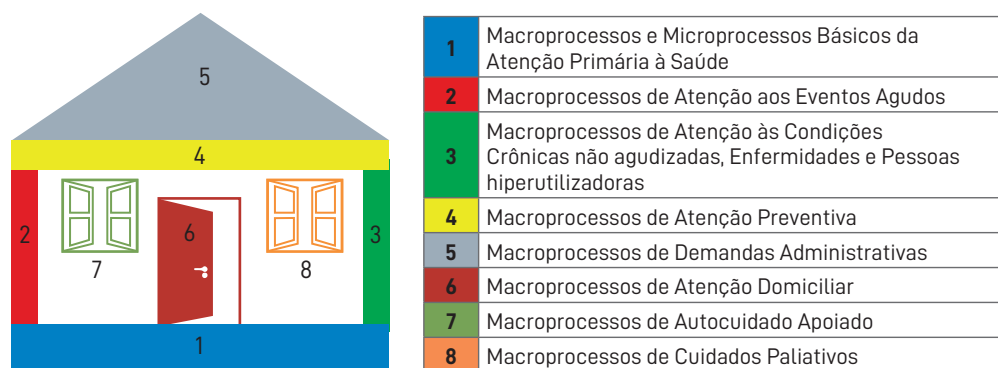 5
4
2
6
3
7
8
1
1 Macroprocessos e Microprocessos Básicos da
Atenção Primária à Saúde
2 Macroprocessos de Atenção aos Eventos Agudos
3 Macroprocessos de Atenção às Condições
Crônicas não agudizadas, Enfermidades e Pessoas
hiperutilizadoras
4 Macroprocessos de Atenção Preventiva
5 Macroprocessos de Demandas Administrativas
6 Macroprocessos de Atenção Domiciliar
7 Macroprocessos de Autocuidado Apoiado
8 Macroprocessos de Cuidados Paliativos